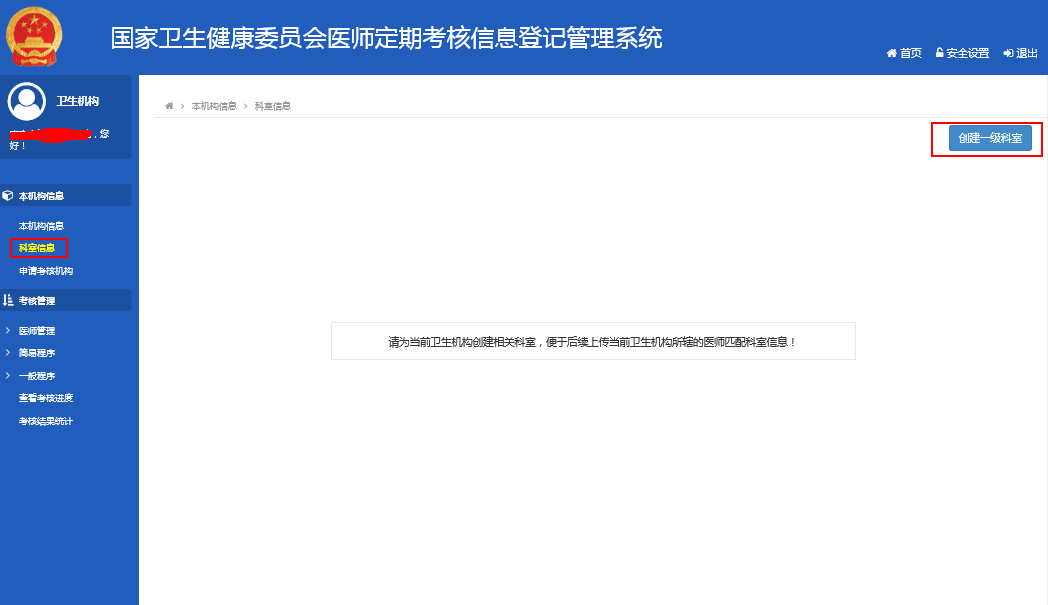 国家卫生健康委员会医师定期考核信息登记管理系统
首页 安全设置 退出
卫生机构
，您
好！
本机构信息 科室信息
创建一级科室
本机构信息
本机构信息
科室信息
申请考核机构
考核管理
医师管理
简易程序
一般程序
查看考核进度
考核结果统计
请为当前卫生机构创建相关科室，便于后续上传当前卫生机构所辖的医师匹配科室信息！